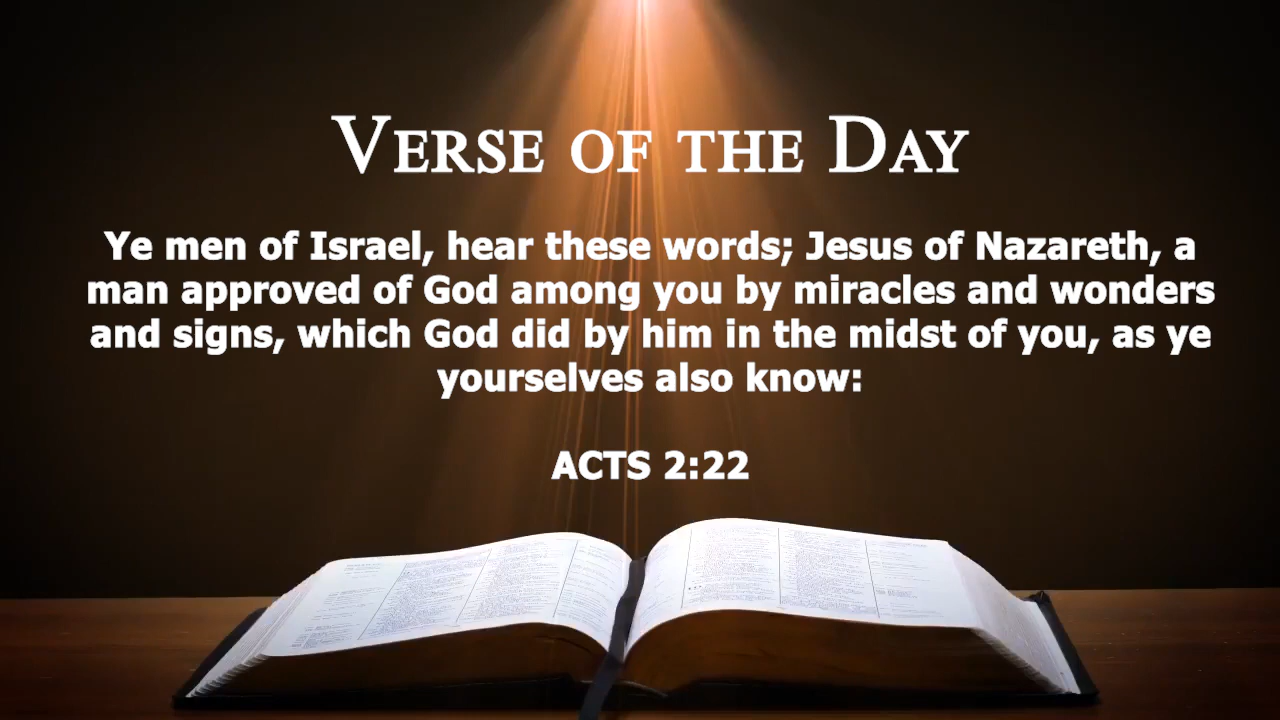 Verse of the Day
Ye men of Israel, hear these words; Jesus of Nazareth, a
man approved of God among you by miracles and wonders
and signs, which God did by him in the midst of you, as ye
yourselves also know:
ACTS 2:22